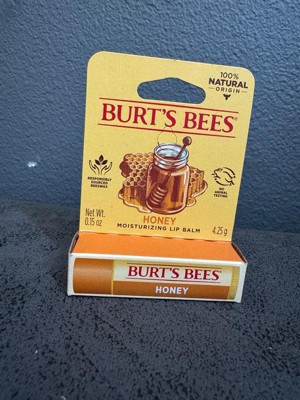 100%
NATURAL
ORIGIN
BURT'S BEES®
RESPONSIBLY
SOURCED
BEESWAX
NO
ANIMAL
TESTING
Net Wt.
0.15 oz
HONEY
MOISTURIZING LIP BALM
4.25 g
BURT'S BEES®
HONEY